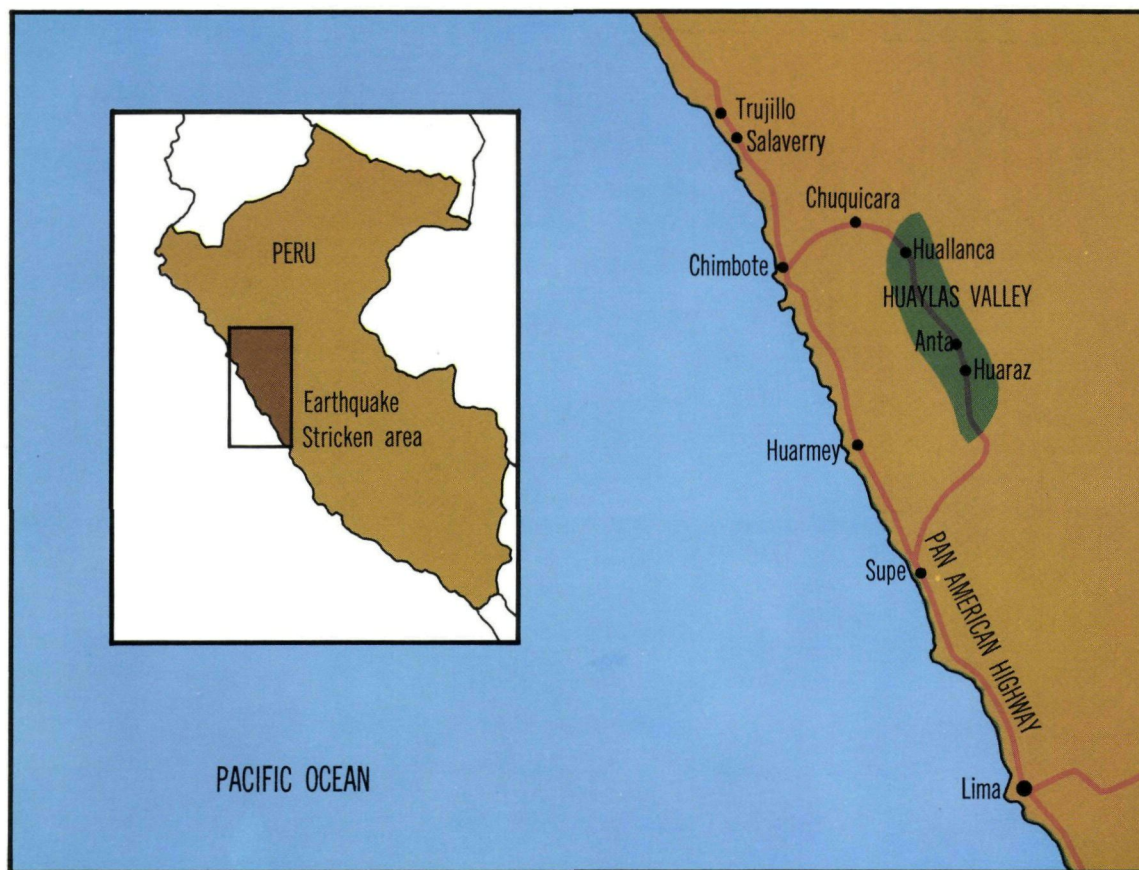 PERU
Earthquake
Stricken area
PACIFIC OCEAN
Trujillo
Salaverry
Chuquicara
Huallanca
Chimbote
HUAYLAS VALLEY
Anta
Huaraz
Huarmey
Supe
PAN AMERICAN HIGHWAY
Lima